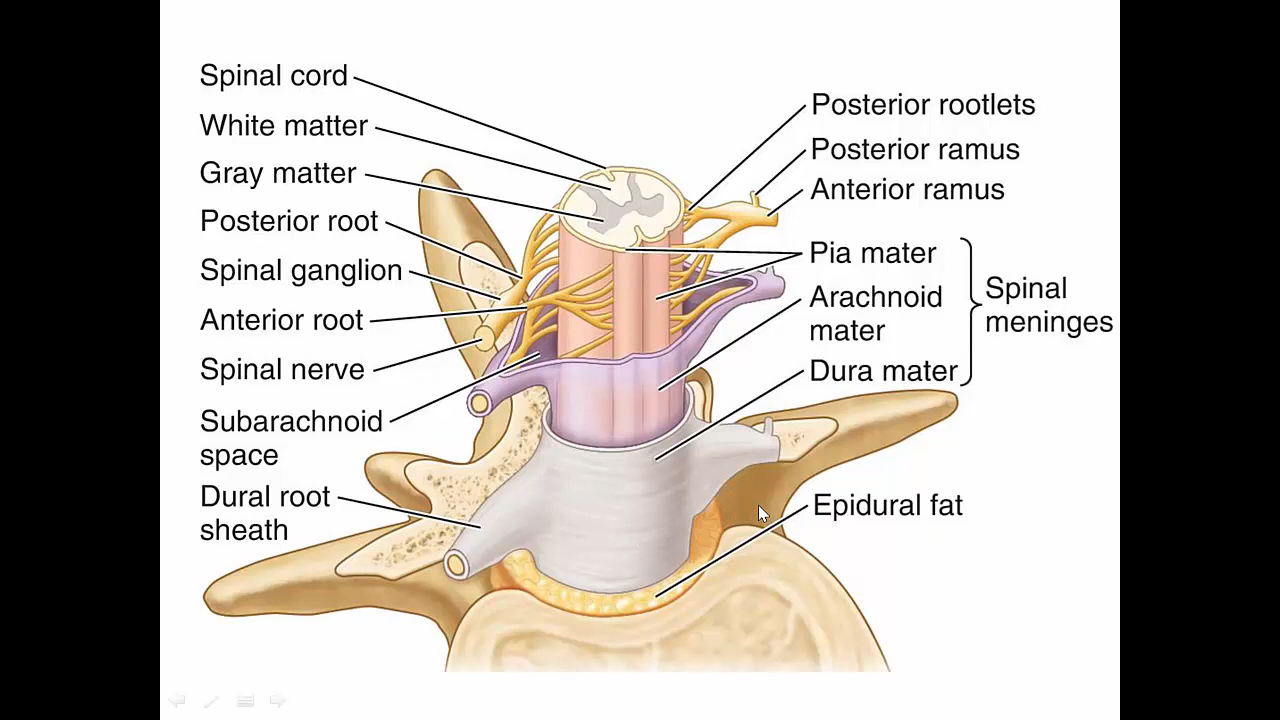 Spinal cord
White matter
Gray matter
Posterior root
Spinal ganglion
Anterior root
Spinal nerve
Subarachnoid
space
Dural root
sheath
Posterior rootlets
Posterior ramus
Anterior ramus
Pia mater
Arachnoid
mater
Dura mater
Spinal
meninges
Epidural fat